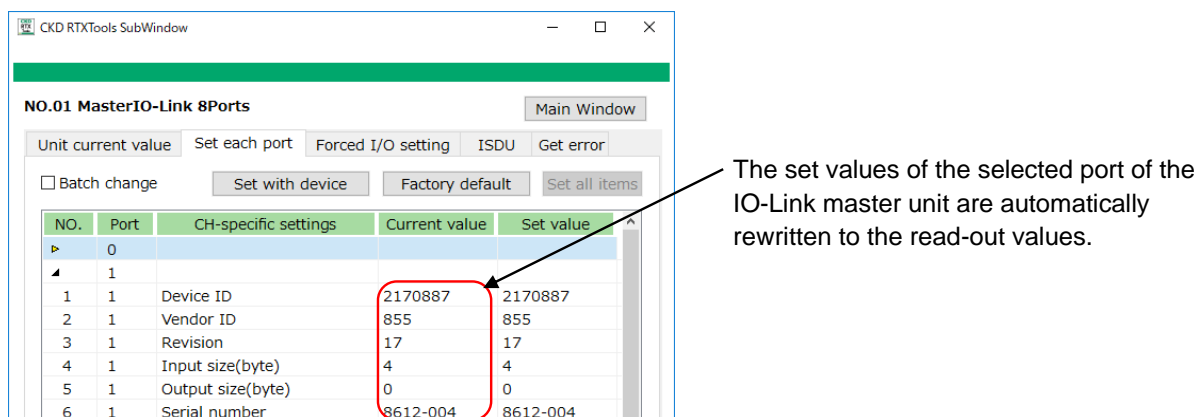 CKD RTXTools SubWindow
NO.01 MasterIO-Link 8Ports
Main Window
Unit current value Set each port Forced I/O setting ISDU Get error
Batch change Set with device Factory default Set all items
NO. Port CH-specific settings Current value Set value
0
1
1 1 Device ID 2170887 2170887
2 1 Vendor ID 855 855
3 1 Revision 17 17
4 1 Input size(byte) 4 4
5 1 Output size(byte) 0 0
6 1 Serial number 8612-004 8612-004
The set values of the selected port of the
IO-Link master unit are automatically
rewritten to the read-out values.